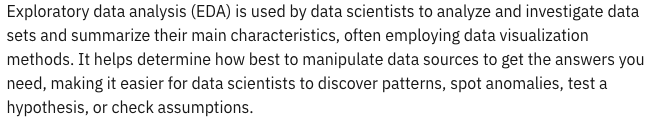 Exploratory data analysis (EDA) is used by data scientists to analyze and investigate data
sets and summarize their main characteristics, often employing data visualization
methods. It helps determine how best to manipulate data sources to get the answers you
need, making it easier for data scientists to discover patterns, spot anomalies, test a
hypothesis, or check assumptions.